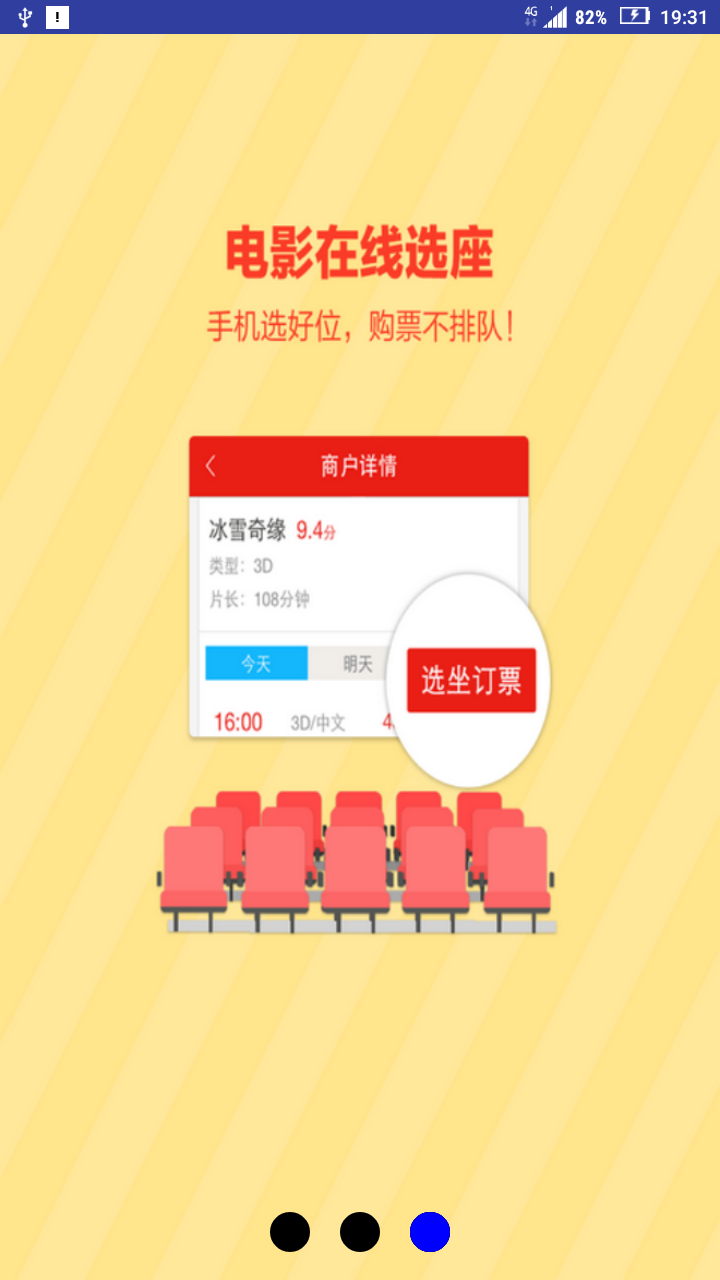 4G 82% 19:31
电影在线选座
手机选好位，购票不排队！
商户详情
冰雪奇缘 9.4分
类型：3D
片长：108分钟
今天 明天
选坐订票
16:00 3D/中文